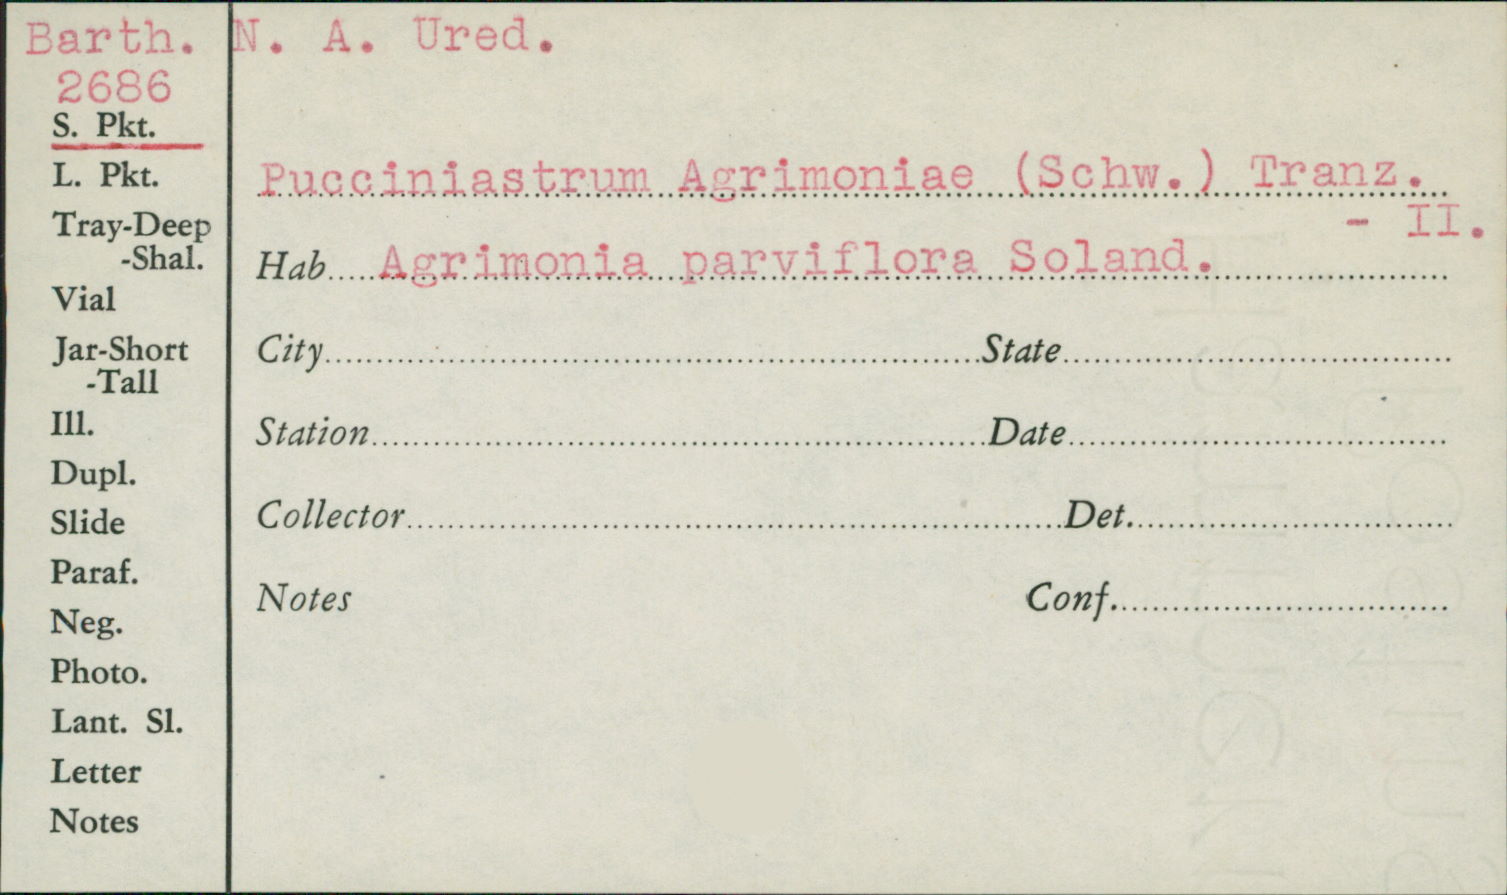 Barth. N. A. Ured.
2686
S. Pkt.
L. Pkt.
Tray-Deep
-Shal.
Vial
Jar-Short
-Tall
Ill.
Dupl.
Slide
Paraf.
Neg.
Photo.
Lant. Sl.
Letter
Notes
Pucciniastrum Agrimoniae (Schw.) Tranz.
- II.
Hab Agrimonia parviflora Soland.
City State
Station Date
Collector Det.
Notes Conf.